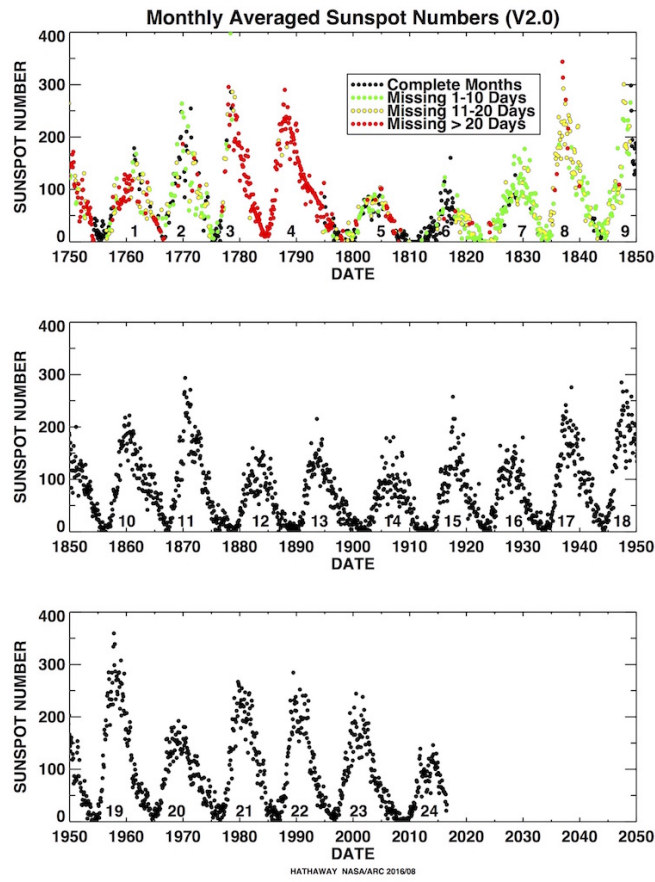 Monthly Averaged Sunspot Numbers (V2.0)
400
300
200
100
0
SUNSPOT NUMBER
Complete Months
Missing 1-10 Days
Missing 11-20 Days
Missing > 20 Days
1 2 3 4 5 6 7 8 9
1750 1760 1770 1780 1790 1800 1810 1820 1830 1840 1850
DATE
400
300
200
100
0
SUNSPOT NUMBER
10 11 12 13 14 15 16 17 18
1850 1860 1870 1880 1890 1900 1910 1920 1930 1940 1950
DATE
400
300
200
100
0
SUNSPOT NUMBER
19 20 21 22 23 24
1950 1960 1970 1980 1990 2000 2010 2020 2030 2040 2050
DATE
HATHAWAY NASA/ARC 2016/08